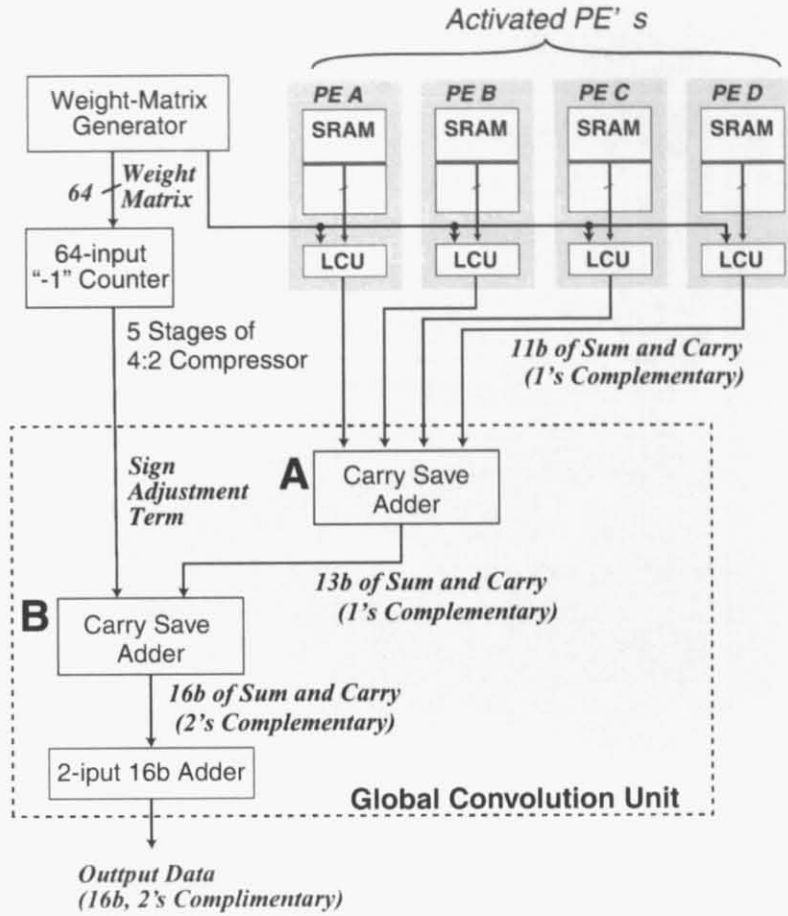 Activated PE' s
Weight-Matrix
Generator
PE A
PE B
PE C
PE D
SRAM
SRAM
SRAM
SRAM
64
Weight
Matrix
64-input
"-1" Counter
LCU
LCU
LCU
LCU
5 Stages of
4:2 Compressor
11b of Sum and Carry
(1's Complementary)
Sign
Adjustment
Term
A
Carry Save
Adder
13b of Sum and Carry
(1's Complementary)
B
Carry Save
Adder
16b of Sum and Carry
(2's Complementary)
2-iput 16b Adder
Global Convolution Unit
Outtput Data
(16b, 2's Complimentary)